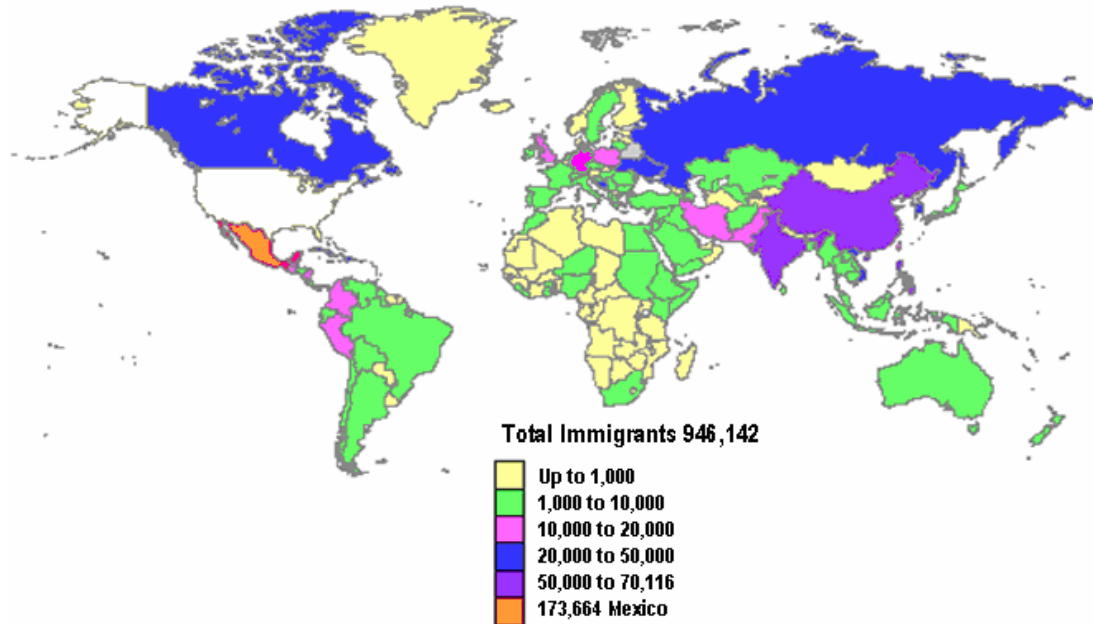 Total Immigrants 946,142
Up to 1,000
1,000 to 10,000
10,000 to 20,000
20,000 to 50,000
50,000 to 70,116
173,664 Mexico